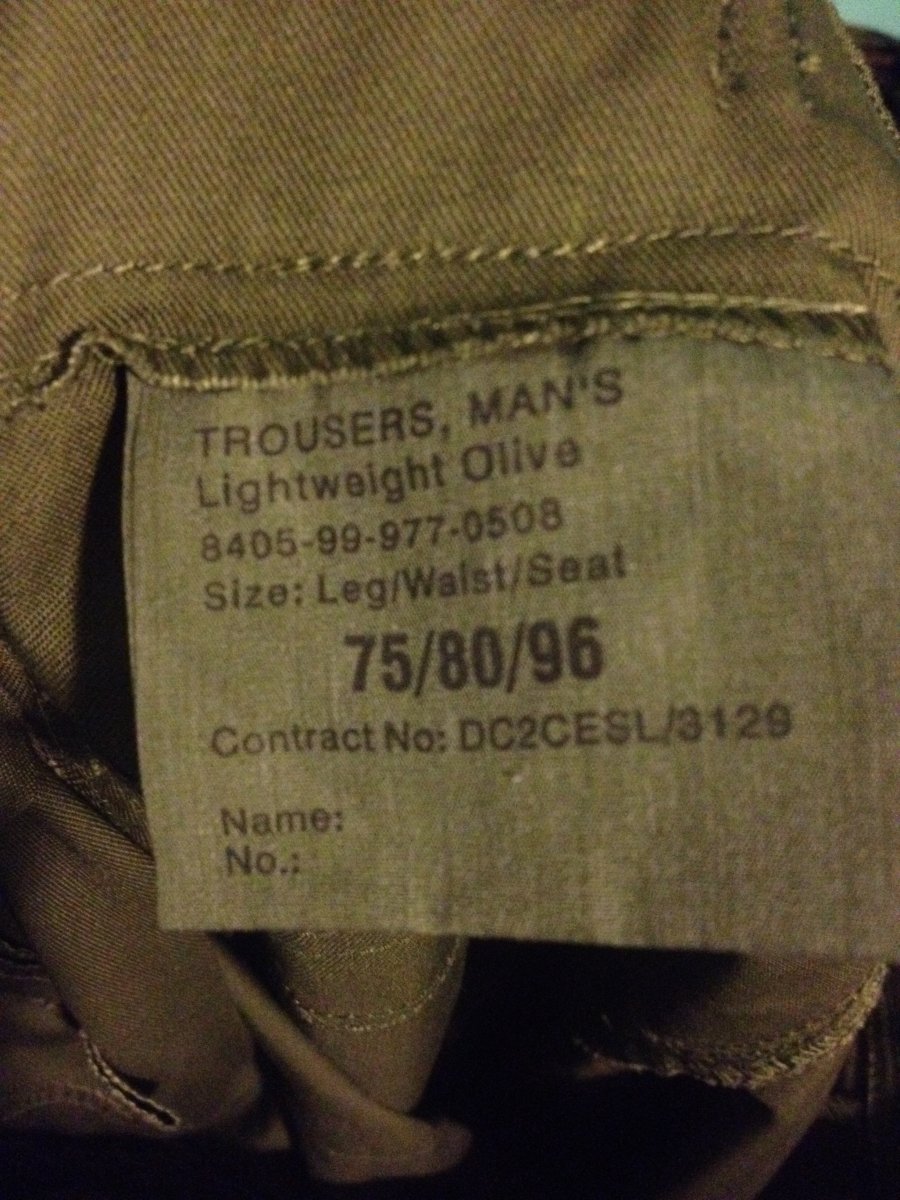 TROUSERS, MAN'S
Lightweight Olive
8405-99-977-0508
Size: Leg/Waist/Seat
75/80/96
Contract No: DC2CESL/3129
Name:
No.: